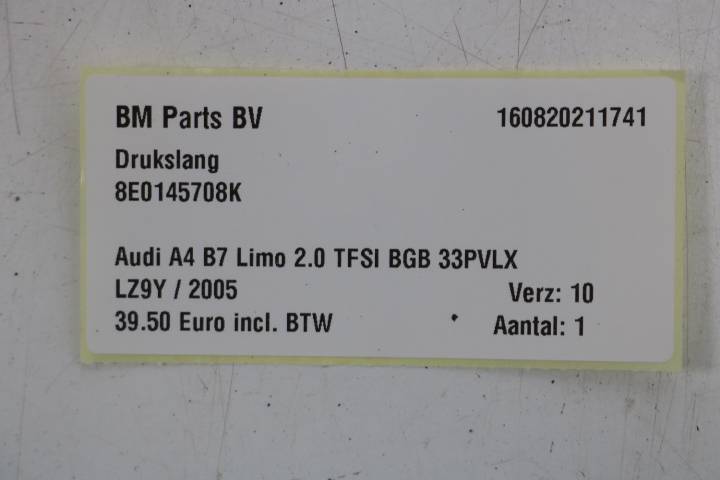 BM Parts BV 160820211741
Drukslang
8E0145708K
Audi A4 B7 Limo 2.0 TFSI BGB 33PVLX
LZ9Y / 2005 Verz: 10
39.50 Euro incl. BTW Aantal: 1